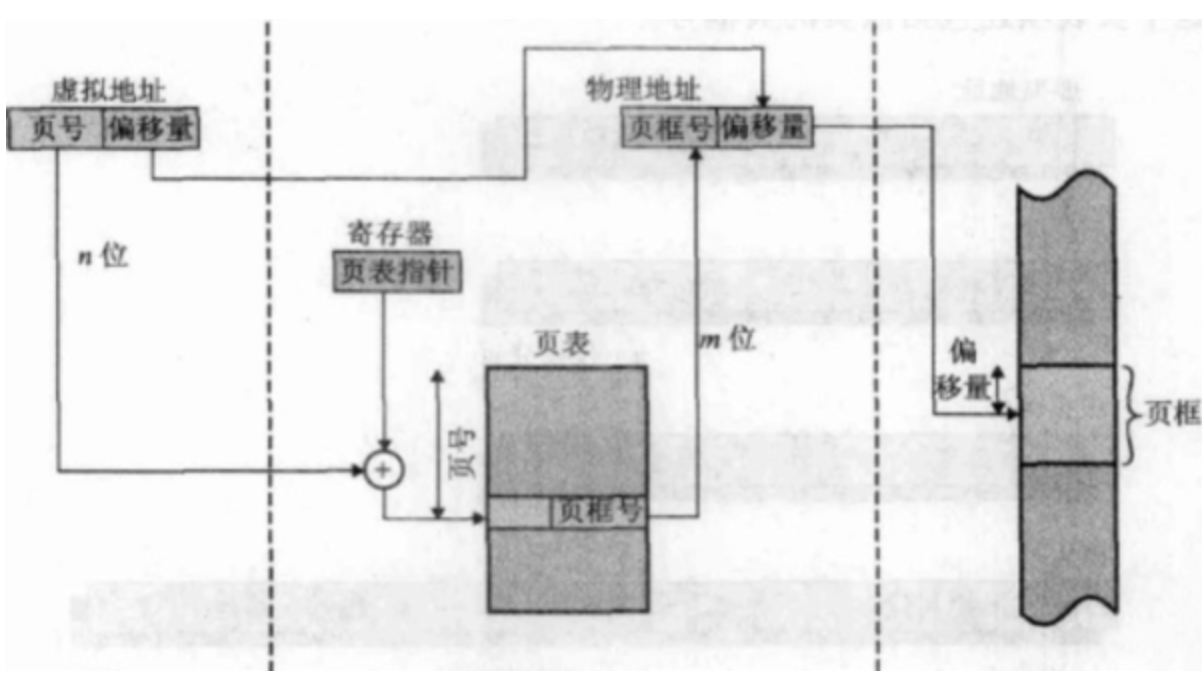 虚拟地址
页号 偏移量
物理地址
页框号 偏移量
n 位
寄存器
页表指针
页表
m 位
页号
页框号
偏
移量
页框